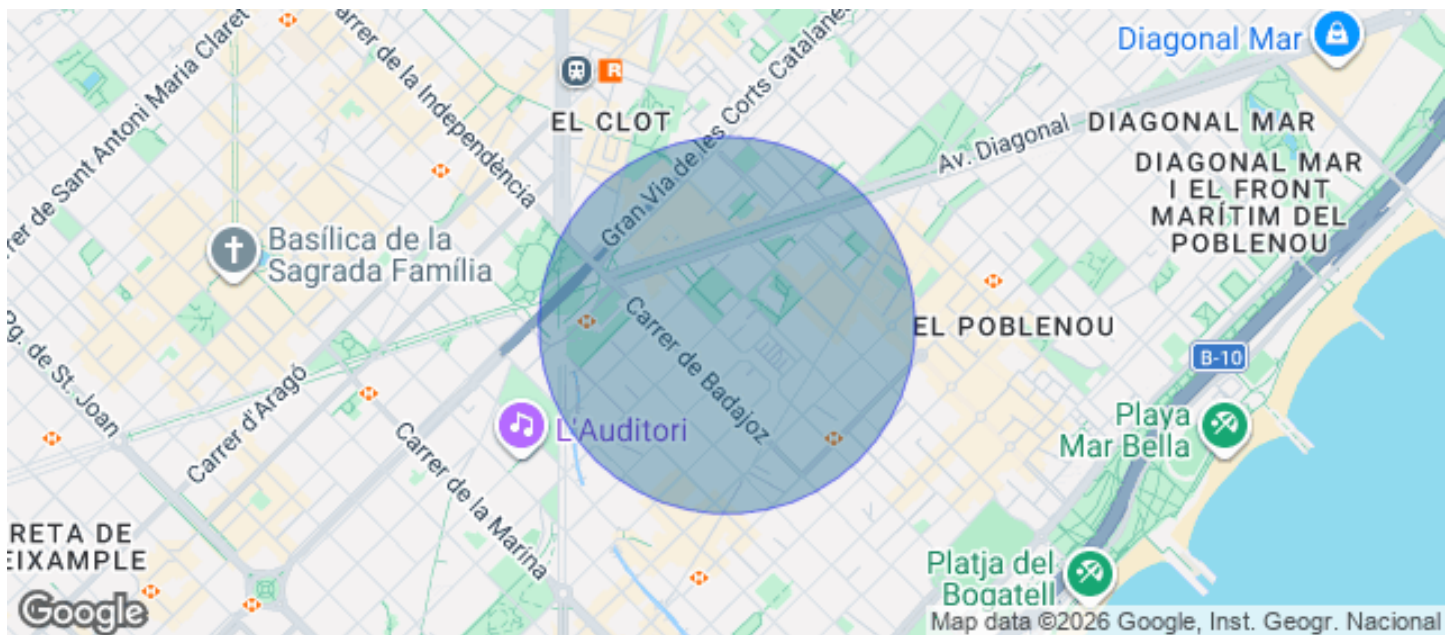 Carrer de Sant Antoni Maria Claret
Carrer de la Independència
R
EL CLOT
Gran Via de les Corts Catalanes
Av. Diagonal
Diagonal Mar
DIAGONAL MAR
DIAGONAL MAR
I EL FRONT
MARÍTIM DEL
POBLENOU
Basílica de la
Sagrada Família
Carrer de Badajoz
EL POBLENOU
B-10
Pg. de St. Joan
Carrer d'Aragó
L'Auditori
Carrer de la Marina
Playa
Mar Bella
RETA DE
EIXAMPLE
Platja del
Bogatell
Google
Map data ©2026 Google, Inst. Geogr. Nacional